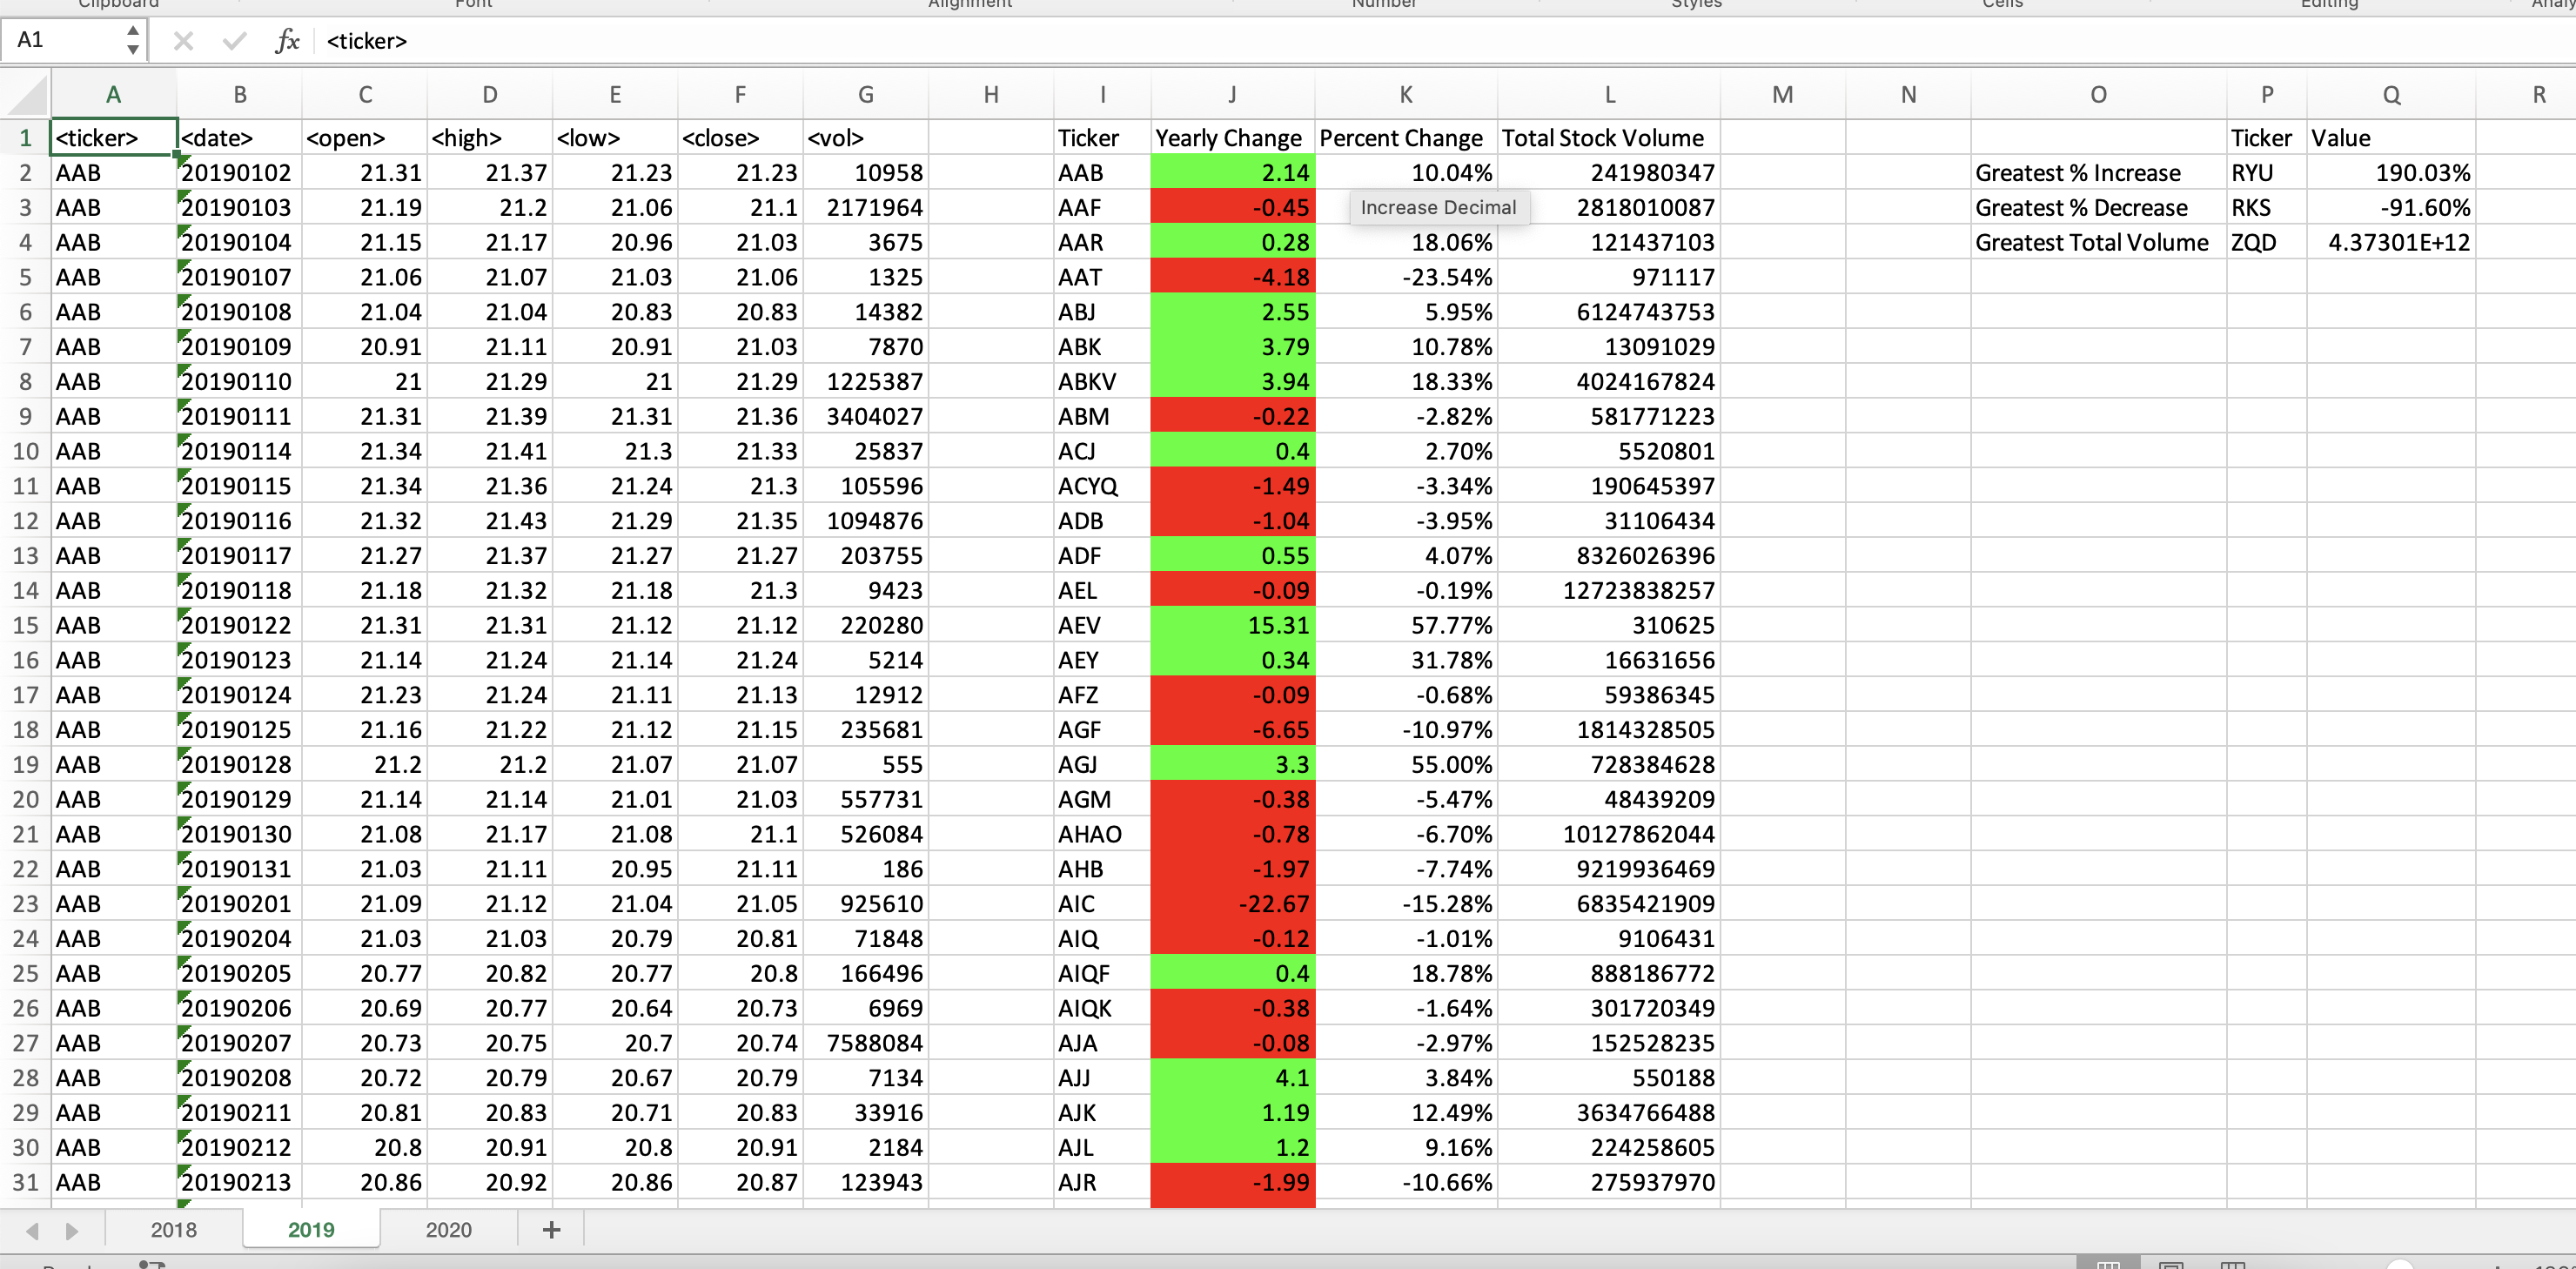 Clipboard Font Alignment Number Styles Cells Editing
A1 fx <ticker>
A B C D E F G H I J K L M N O P Q R
1 <ticker> <date> <open> <high> <low> <close> <vol> Ticker Yearly Change Percent Change Total Stock Volume Ticker Value
2 AAB 20190102 21.31 21.37 21.23 21.23 10958 AAB 2.14 10.04% 241980347 Greatest % Increase RYU 190.03%
3 AAB 20190103 21.19 21.2 21.06 21.1 2171964 AAF -0.45 Increase Decimal 2818010087 Greatest % Decrease RKS -91.60%
4 AAB 20190104 21.15 21.17 20.96 21.03 3675 AAR 0.28 18.06% 121437103 Greatest Total Volume ZQD 4.37301E+12
5 AAB 20190107 21.06 21.07 21.03 21.06 1325 AAT -4.18 -23.54% 971117
6 AAB 20190108 21.04 21.04 20.83 20.83 14382 ABJ 2.55 5.95% 6124743753
7 AAB 20190109 20.91 21.11 20.91 21.03 7870 ABK 3.79 10.78% 13091029
8 AAB 20190110 21 21.29 21 21.29 1225387 ABKV 3.94 18.33% 4024167824
9 AAB 20190111 21.31 21.39 21.31 21.36 3404027 ABM -0.22 -2.82% 581771223
10 AAB 20190114 21.34 21.41 21.3 21.33 25837 ACJ 0.4 2.70% 5520801
11 AAB 20190115 21.34 21.36 21.24 21.3 105596 ACYQ -1.49 -3.34% 190645397
12 AAB 20190116 21.32 21.43 21.29 21.35 1094876 ADB -1.04 -3.95% 31106434
13 AAB 20190117 21.27 21.37 21.27 21.27 203755 ADF 0.55 4.07% 8326026396
14 AAB 20190118 21.18 21.32 21.18 21.3 9423 AEL -0.09 -0.19% 12723838257
15 AAB 20190122 21.31 21.31 21.12 21.12 220280 AEV 15.31 57.77% 310625
16 AAB 20190123 21.14 21.24 21.14 21.24 5214 AEY 0.34 31.78% 16631656
17 AAB 20190124 21.23 21.24 21.11 21.13 12912 AFZ -0.09 -0.68% 59386345
18 AAB 20190125 21.16 21.22 21.12 21.15 235681 AGF -6.65 -10.97% 1814328505
19 AAB 20190128 21.2 21.2 21.07 21.07 555 AGJ 3.3 55.00% 728384628
20 AAB 20190129 21.14 21.14 21.01 21.03 557731 AGM -0.38 -5.47% 48439209
21 AAB 20190130 21.08 21.17 21.08 21.1 526084 AHAO -0.78 -6.70% 10127862044
22 AAB 20190131 21.03 21.11 20.95 21.11 186 AHB -1.97 -7.74% 9219936469
23 AAB 20190201 21.09 21.12 21.04 21.05 925610 AIC -22.67 -15.28% 6835421909
24 AAB 20190204 21.03 21.03 20.79 20.81 71848 AIQ -0.12 -1.01% 9106431
25 AAB 20190205 20.77 20.82 20.77 20.8 166496 AIQF 0.4 18.78% 888186772
26 AAB 20190206 20.69 20.77 20.64 20.73 6969 AIQK -0.38 -1.64% 301720349
27 AAB 20190207 20.73 20.75 20.7 20.74 7588084 AJA -0.08 -2.97% 152528235
28 AAB 20190208 20.72 20.79 20.67 20.79 7134 AJJ 4.1 3.84% 550188
29 AAB 20190211 20.81 20.83 20.71 20.83 33916 AJK 1.19 12.49% 3634766488
30 AAB 20190212 20.8 20.91 20.8 20.91 2184 AJL 1.2 9.16% 224258605
31 AAB 20190213 20.86 20.92 20.86 20.87 123943 AJR -1.99 -10.66% 275937970
2018 2019 2020 +